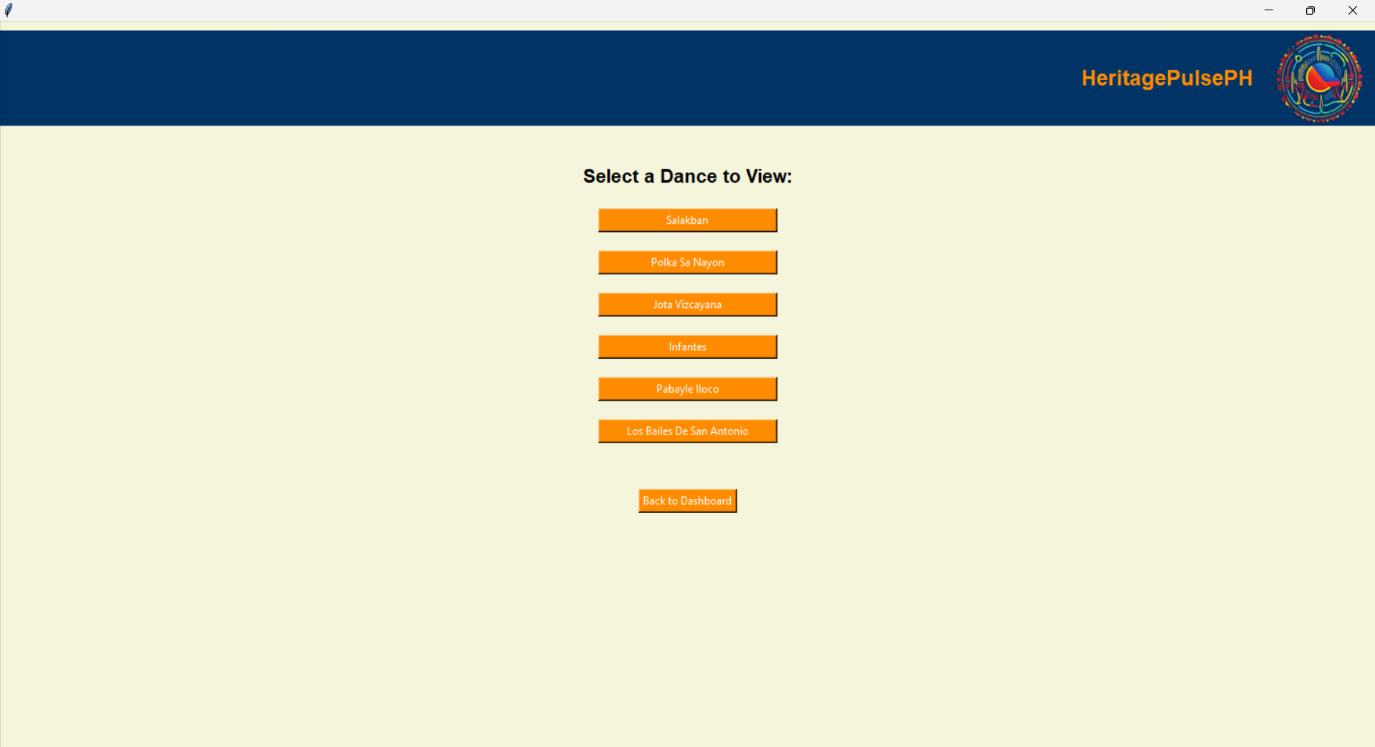 HeritagePulsePH
Select a Dance to View:
Salakban
Polka Sa Nayon
Jota Vizcayana
Infantes
Pabayle Iloco
Los Bailes De San Antonio
Back to Dashboard